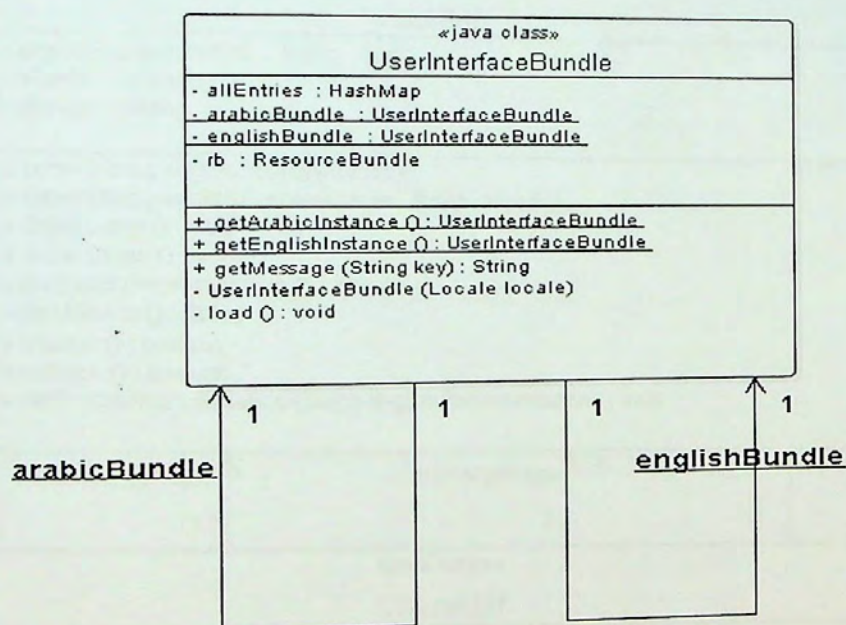 «java class»
UserInterfaceBundle
- allEntries : HashMap
- arabicBundle : UserInterfaceBundle
- englishBundle : UserInterfaceBundle
- rb : ResourceBundle
+ getArabicInstance () : UserInterfaceBundle
+ getEnglishInstance () : UserInterfaceBundle
+ getMessage (String key) : String
- UserInterfaceBundle (Locale locale)
- load () : void
1 1 1 1
arabicBundle englishBundle